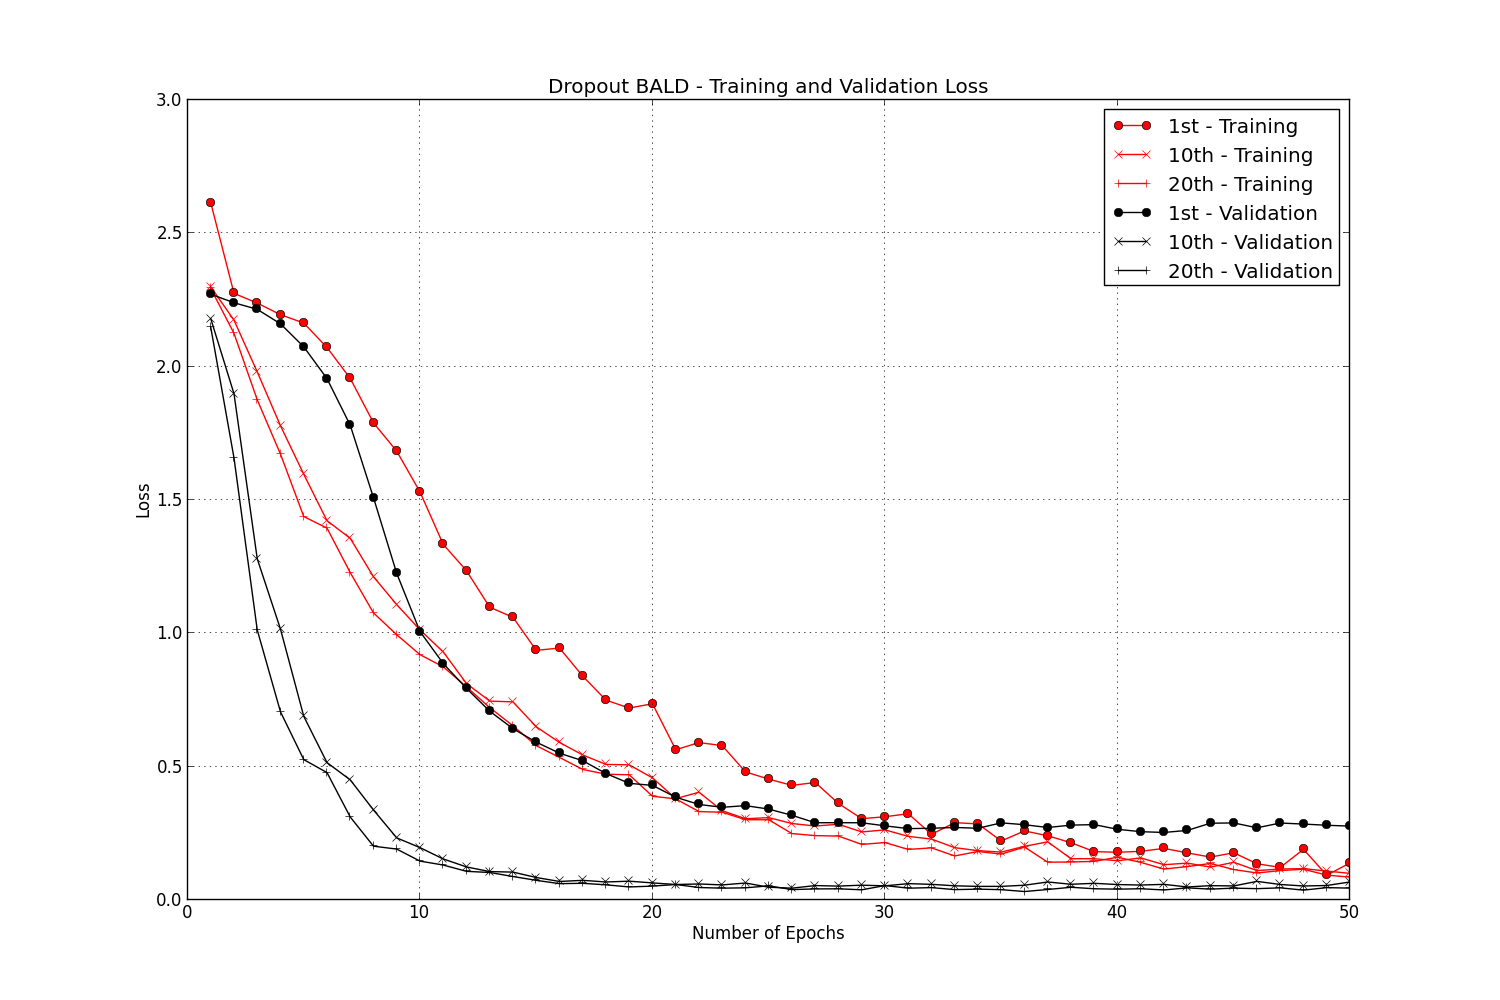 Dropout BALD - Training and Validation Loss
3.0
2.5
2.0
1.5
1.0
0.5
0.0
Loss
1st - Training
10th - Training
20th - Training
1st - Validation
10th - Validation
20th - Validation
0 10 20 30 40 50
Number of Epochs